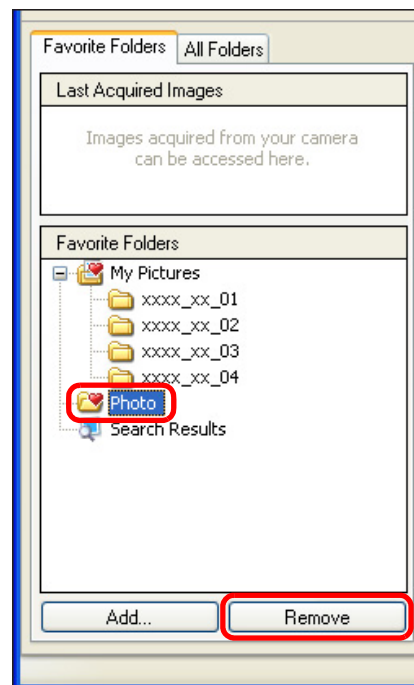 Favorite Folders All Folders
Last Acquired Images
Images acquired from your camera
can be accessed here.
Favorite Folders
My Pictures
xxxx_xx_01
xxxx_xx_02
xxxx_xx_03
xxxx_xx_04
Photo
Search Results
Add... Remove